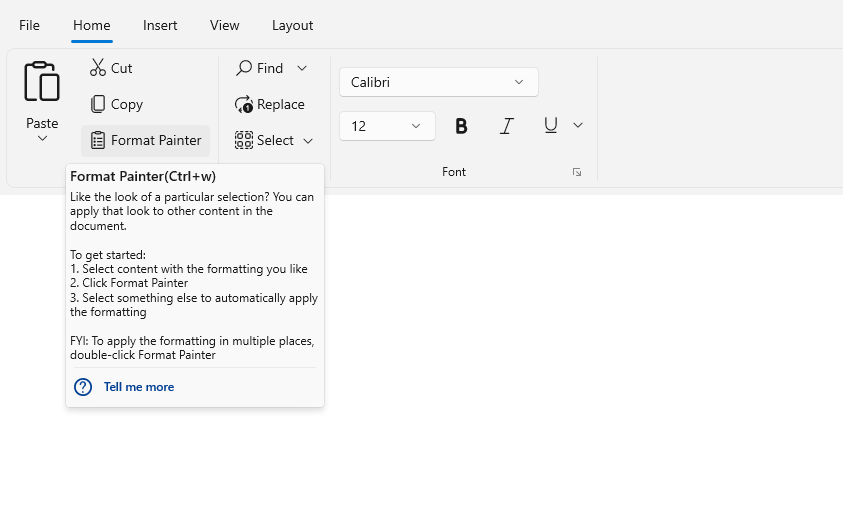 File Home Insert View Layout
Paste
Cut
Copy
Format Painter
Find
Replace
1
Select
Calibri
12
B I U
Font
Format Painter(Ctrl+w)
Like the look of a particular selection? You can
apply that look to other content in the
document.
To get started:
1. Select content with the formatting you like
2. Click Format Painter
3. Select something else to automatically apply
the formatting
FYI: To apply the formatting in multiple places,
double-click Format Painter
? Tell me more